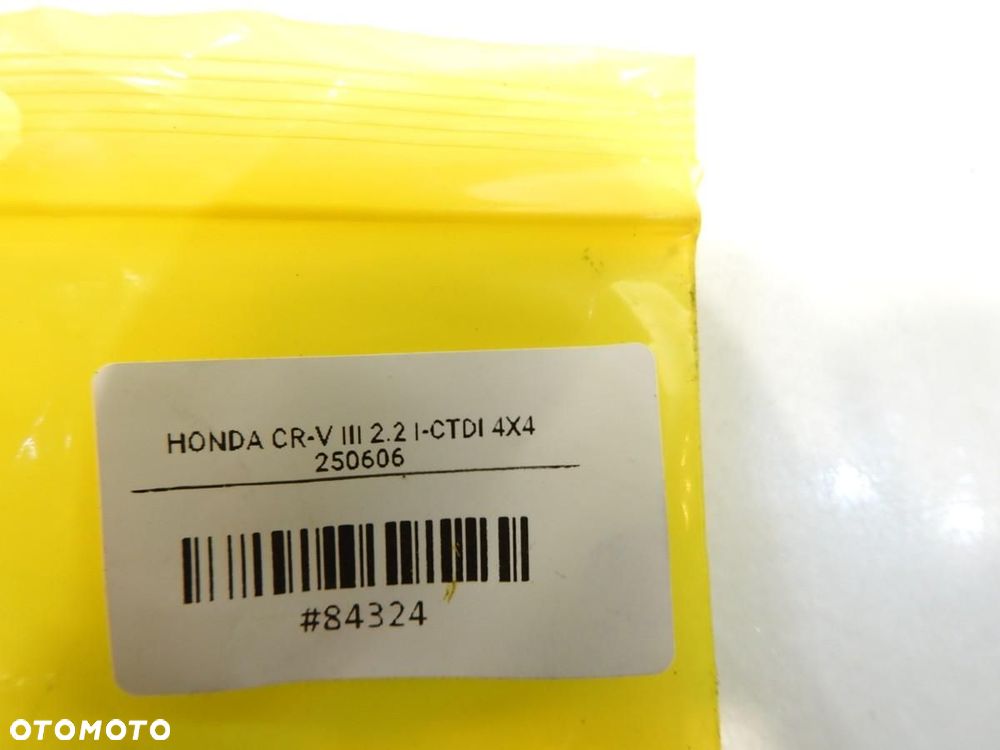 HONDA CR-V III 2.2 I-CTDI 4X4
250606
#84324
OTOMOTO